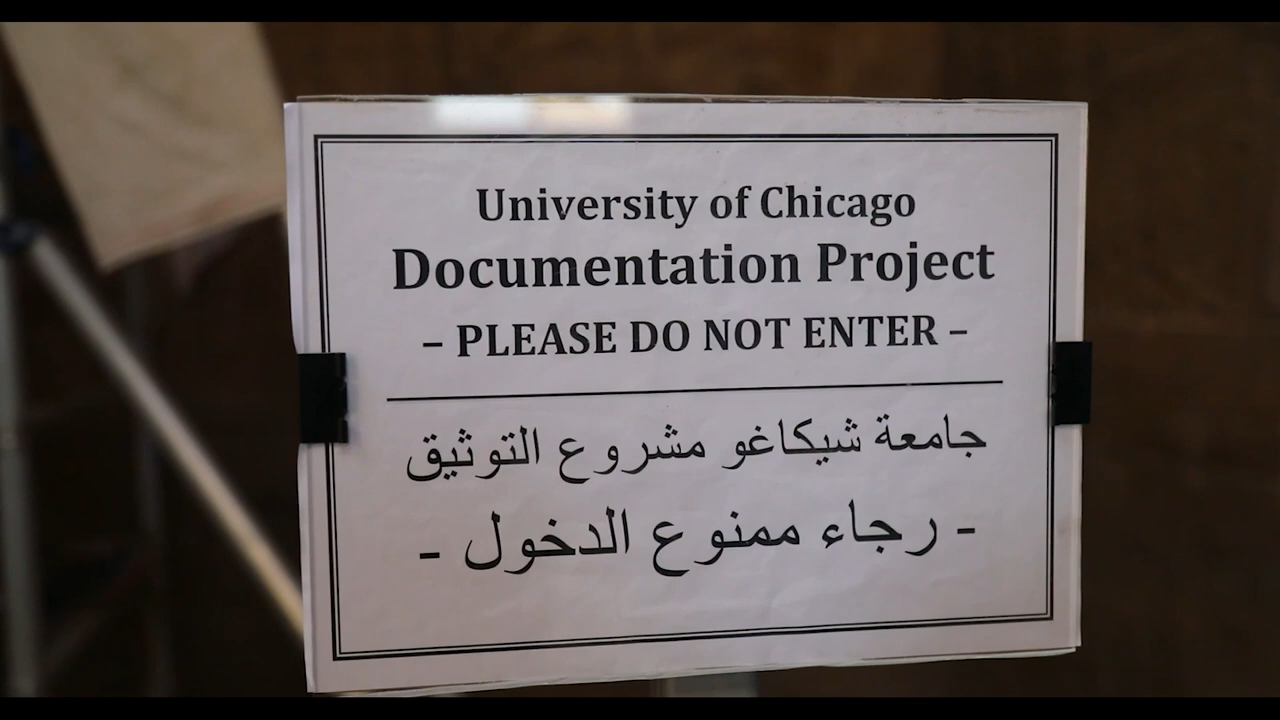 University of Chicago
Documentation Project
– PLEASE DO NOT ENTER –
جامعة شيكاغو مشروع التوثيق
- رجاء ممنوع الدخول -